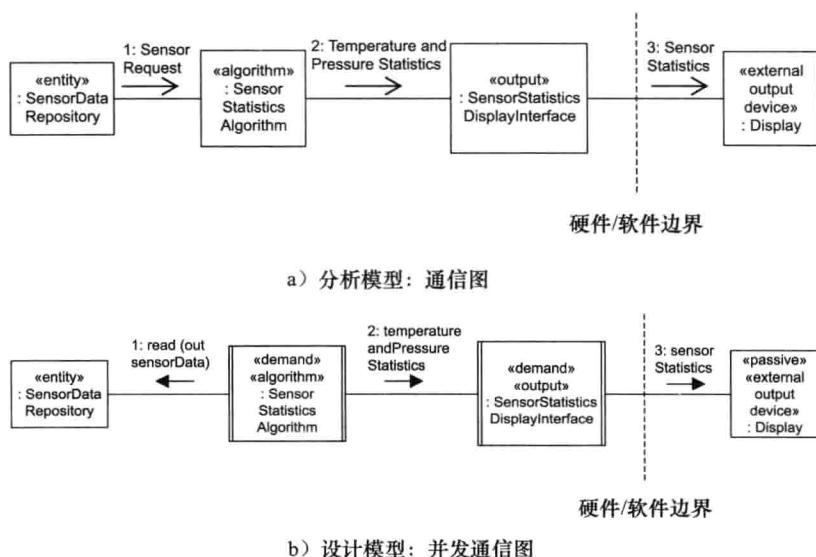 1: Sensor
Request
2: Temperature and
Pressure Statistics
3: Sensor
Statistics
«entity»
: SensorData
Repository
«algorithm»
: Sensor
Statistics
Algorithm
«output»
: SensorStatistics
DisplayInterface
«external
output
device»
: Display
硬件/软件边界
a）分析模型：通信图
1: read (out
sensorData)
2: temperature
andPressure
Statistics
3: sensor
Statistics
«entity»
: SensorData
Repository
«demand»
«algorithm»
: Sensor
Statistics
Algorithm
«demand»
«output»
: SensorStatistics
DisplayInterface
«passive»
«external
output
device»
: Display
硬件/软件边界
b）设计模型：并发通信图